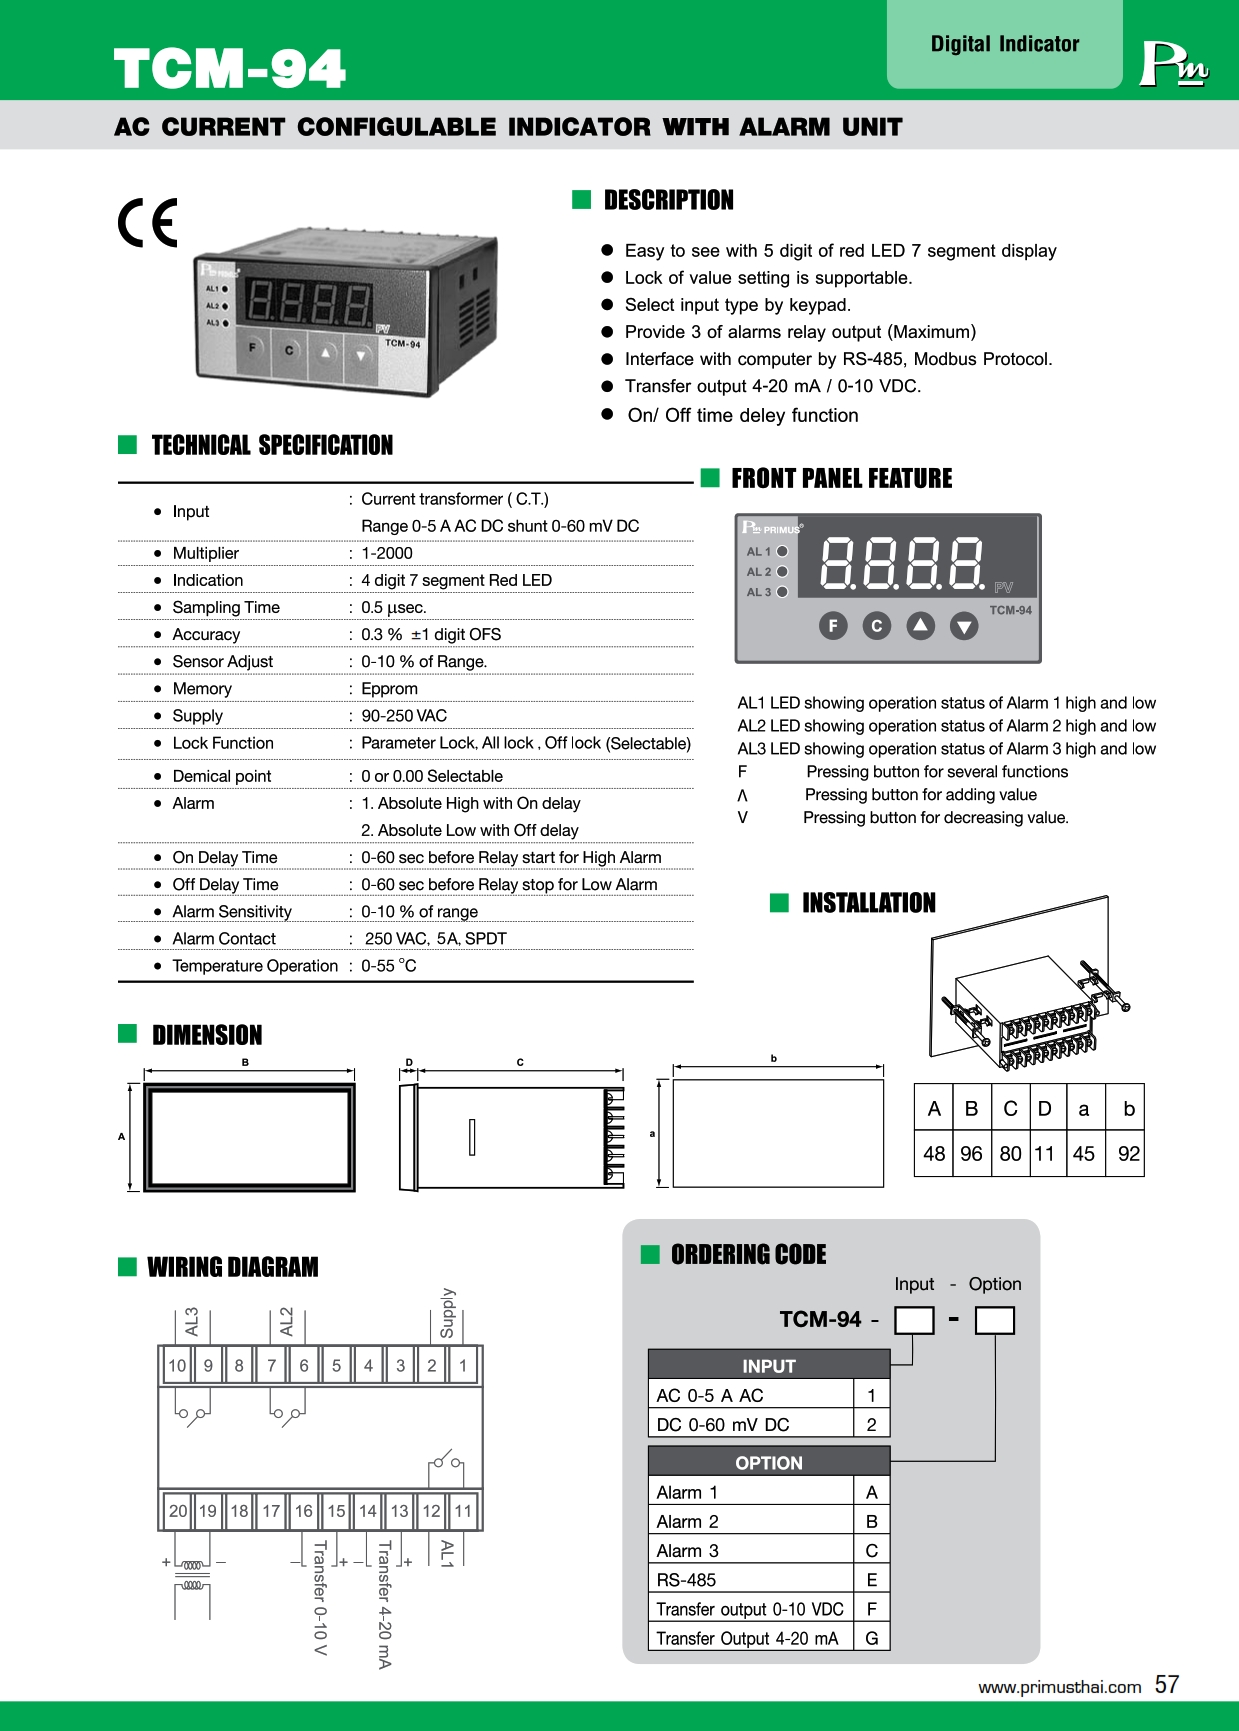 TCM-94
Digital Indicator
Pm
AC CURRENT CONFIGULABLE INDICATOR WITH ALARM UNIT
CE
PRIMUS®
AL1
AL2
AL3
8.8.8.8.
PV
F C
TCM-94
DESCRIPTION
● Easy to see with 5 digit of red LED 7 segment display
● Lock of value setting is supportable.
● Select input type by keypad.
● Provide 3 of alarms relay output (Maximum)
● Interface with computer by RS-485, Modbus Protocol.
● Transfer output 4-20 mA / 0-10 VDC.
● On/ Off time deley function
TECHNICAL SPECIFICATION
● Input : Current transformer ( C.T.)
Range 0-5 A AC DC shunt 0-60 mV DC
● Multiplier : 1-2000
● Indication : 4 digit 7 segment Red LED
● Sampling Time : 0.5 μsec.
● Accuracy : 0.3 % ±1 digit OFS
● Sensor Adjust : 0-10 % of Range.
● Memory : Epprom
● Supply : 90-250 VAC
● Lock Function : Parameter Lock, All lock , Off lock (Selectable)
● Demical point : 0 or 0.00 Selectable
● Alarm : 1. Absolute High with On delay
2. Absolute Low with Off delay
● On Delay Time : 0-60 sec before Relay start for High Alarm
● Off Delay Time : 0-60 sec before Relay stop for Low Alarm
● Alarm Sensitivity : 0-10 % of range
● Alarm Contact : 250 VAC, 5A, SPDT
● Temperature Operation : 0-55 °C
FRONT PANEL FEATURE
Pm PRIMUS®
AL 1
AL 2
AL 3
8.8.8.8.
PV
TCM-94
F C
AL1 LED showing operation status of Alarm 1 high and low
AL2 LED showing operation status of Alarm 2 high and low
AL3 LED showing operation status of Alarm 3 high and low
F Pressing button for several functions
Λ Pressing button for adding value
V Pressing button for decreasing value.
INSTALLATION
DIMENSION
B
A
D C
b
a
A B C D a b
48 96 80 11 45 92
WIRING DIAGRAM
AL3 AL2 Supply
10 9 8 7 6 5 4 3 2 1
20 19 18 17 16 15 14 13 12 11
+ − − + − +
Transfer 0-10 V
Transfer 4-20 mA
AL1
ORDERING CODE
Input - Option
TCM-94 - -
INPUT
AC 0-5 A AC 1
DC 0-60 mV DC 2
OPTION
Alarm 1 A
Alarm 2 B
Alarm 3 C
RS-485 E
Transfer output 0-10 VDC F
Transfer Output 4-20 mA G
www.primusthai.com 57